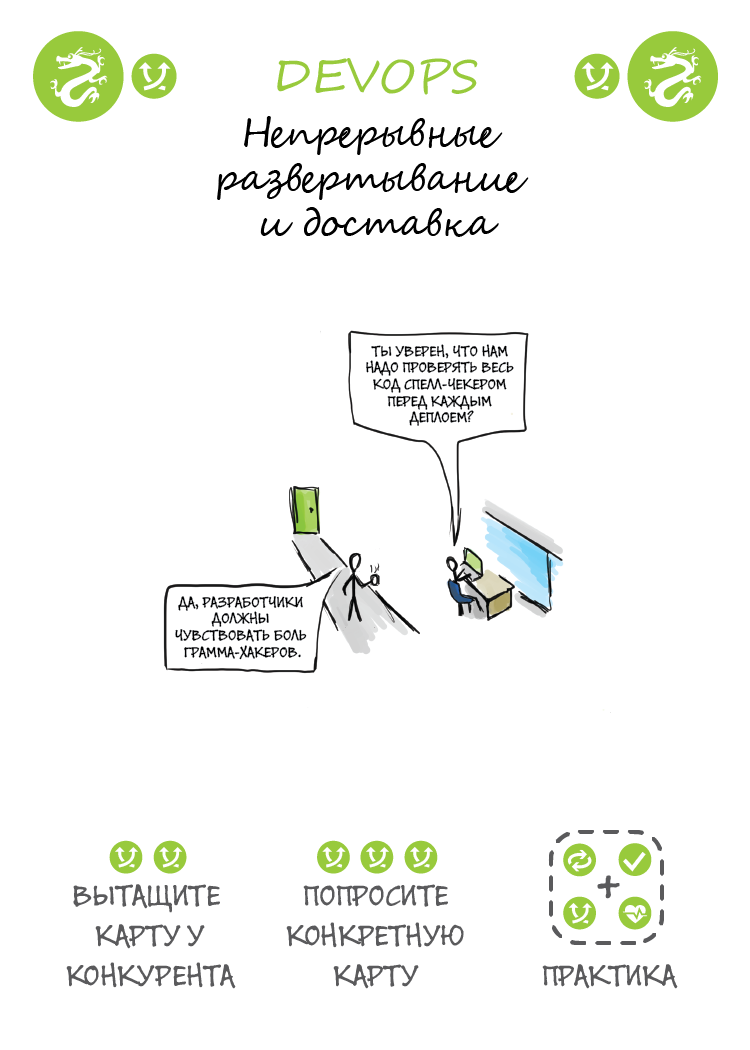 DEVOPS
Непрерывные
развертывание
и доставка
ТЫ УВЕРЕН, ЧТО НАМ
НАДО ПРОВЕРЯТЬ ВЕСЬ
КОД СПЕЛЛ-ЧЕКЕРОМ
ПЕРЕД КАЖДЫМ
ДЕПЛОЕМ?
ДА, РАЗРАБОТЧИКИ
ДОЛЖНЫ
ЧУВСТВОВАТЬ БОЛЬ
ГРАММА-ХАКЕРОВ.
ВЫТАЩИТЕ
КАРТУ У
КОНКУРЕНТА
ПОПРОСИТЕ
КОНКРЕТНУЮ
КАРТУ
+
ПРАКТИКА